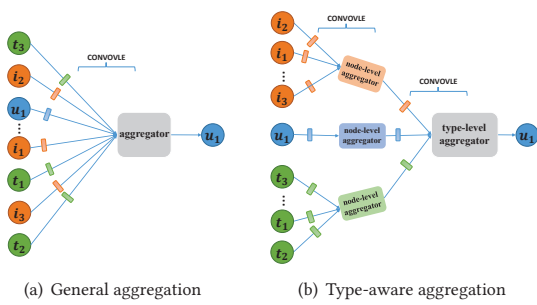 t3
i2
u1
i1
t1
i3
t2
CONVOVLE
aggregator
u1
(a) General aggregation
i2
i1
i3
u1
t3
t1
t2
CONVOVLE
node-level
aggregator
node-level
aggregator
node-level
aggregator
CONVOVLE
type-level
aggregator
u1
(b) Type-aware aggregation